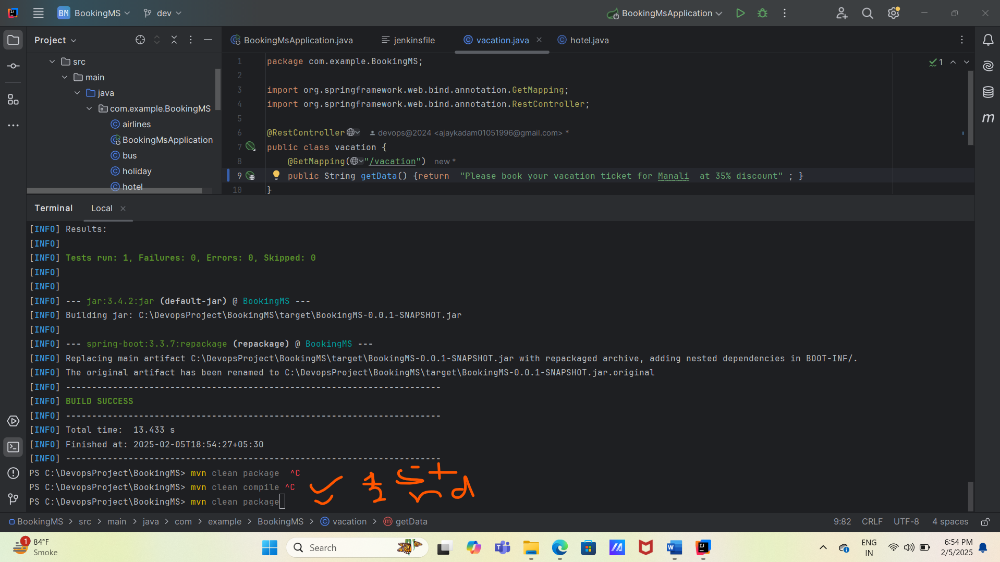 BM BookingMS dev BookingMsApplication
Project
BookingMsApplication.java jenkinsfile vacation.java hotel.java
src
main
java
com.example.BookingMS
airlines
BookingMsApplication
bus
holiday
hotel
1 package com.example.BookingMS;
2
3 import org.springframework.web.bind.annotation.GetMapping;
4 import org.springframework.web.bind.annotation.RestController;
5
6 @RestController devops@2024 <ajaykadam01051996@gmail.com> *
7 public class vacation {
8 @GetMapping("/vacation") new *
9 public String getData() {return "Please book your vacation ticket for Manali at 35% discount" ; }
10 }
1
m
Terminal Local
[INFO] Results:
[INFO]
[INFO] Tests run: 1, Failures: 0, Errors: 0, Skipped: 0
[INFO]
[INFO]
[INFO] --- jar:3.4.2:jar (default-jar) @ BookingMS ---
[INFO] Building jar: C:\DevopsProject\BookingMS\target\BookingMS-0.0.1-SNAPSHOT.jar
[INFO]
[INFO] --- spring-boot:3.3.7:repackage (repackage) @ BookingMS ---
[INFO] Replacing main artifact C:\DevopsProject\BookingMS\target\BookingMS-0.0.1-SNAPSHOT.jar with repackaged archive, adding nested dependencies in BOOT-INF/.
[INFO] The original artifact has been renamed to C:\DevopsProject\BookingMS\target\BookingMS-0.0.1-SNAPSHOT.jar.original
[INFO] ------------------------------------------------------------------------
[INFO] BUILD SUCCESS
[INFO] ------------------------------------------------------------------------
[INFO] Total time:  13.433 s
[INFO] Finished at: 2025-02-05T18:54:27+05:30
[INFO] ------------------------------------------------------------------------
PS C:\DevopsProject\BookingMS> mvn clean package ^C
PS C:\DevopsProject\BookingMS> mvn clean compile ^C
PS C:\DevopsProject\BookingMS> mvn clean package
BookingMS > src > main > java > com > example > BookingMS > vacation > getData
9:82 CRLF UTF-8 4 spaces
1 84°F
Smoke
Search
ENG
IN
6:54 PM
2/5/2025